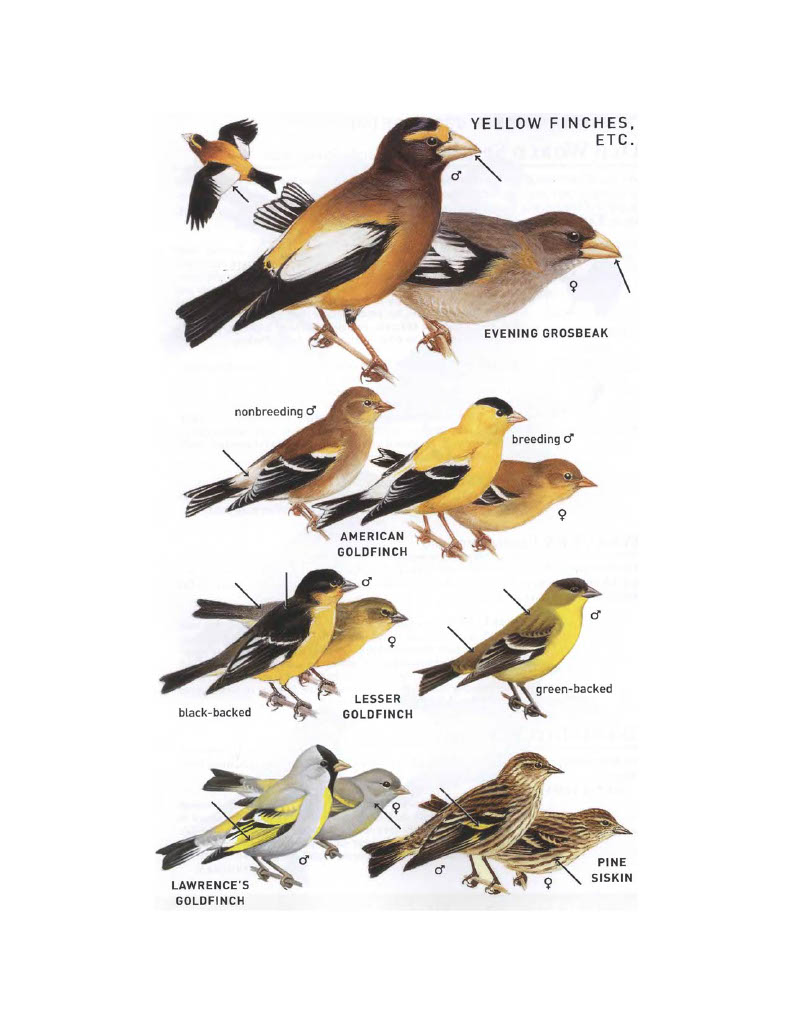 YELLOW FINCHES,
ETC.
♂
♀
EVENING GROSBEAK
nonbreeding ♂
breeding ♂
♀
AMERICAN
GOLDFINCH
♂
♀
♂
green-backed
LESSER
GOLDFINCH
black-backed
♀
♂
♂
♀
PINE
SISKIN
LAWRENCE'S
GOLDFINCH